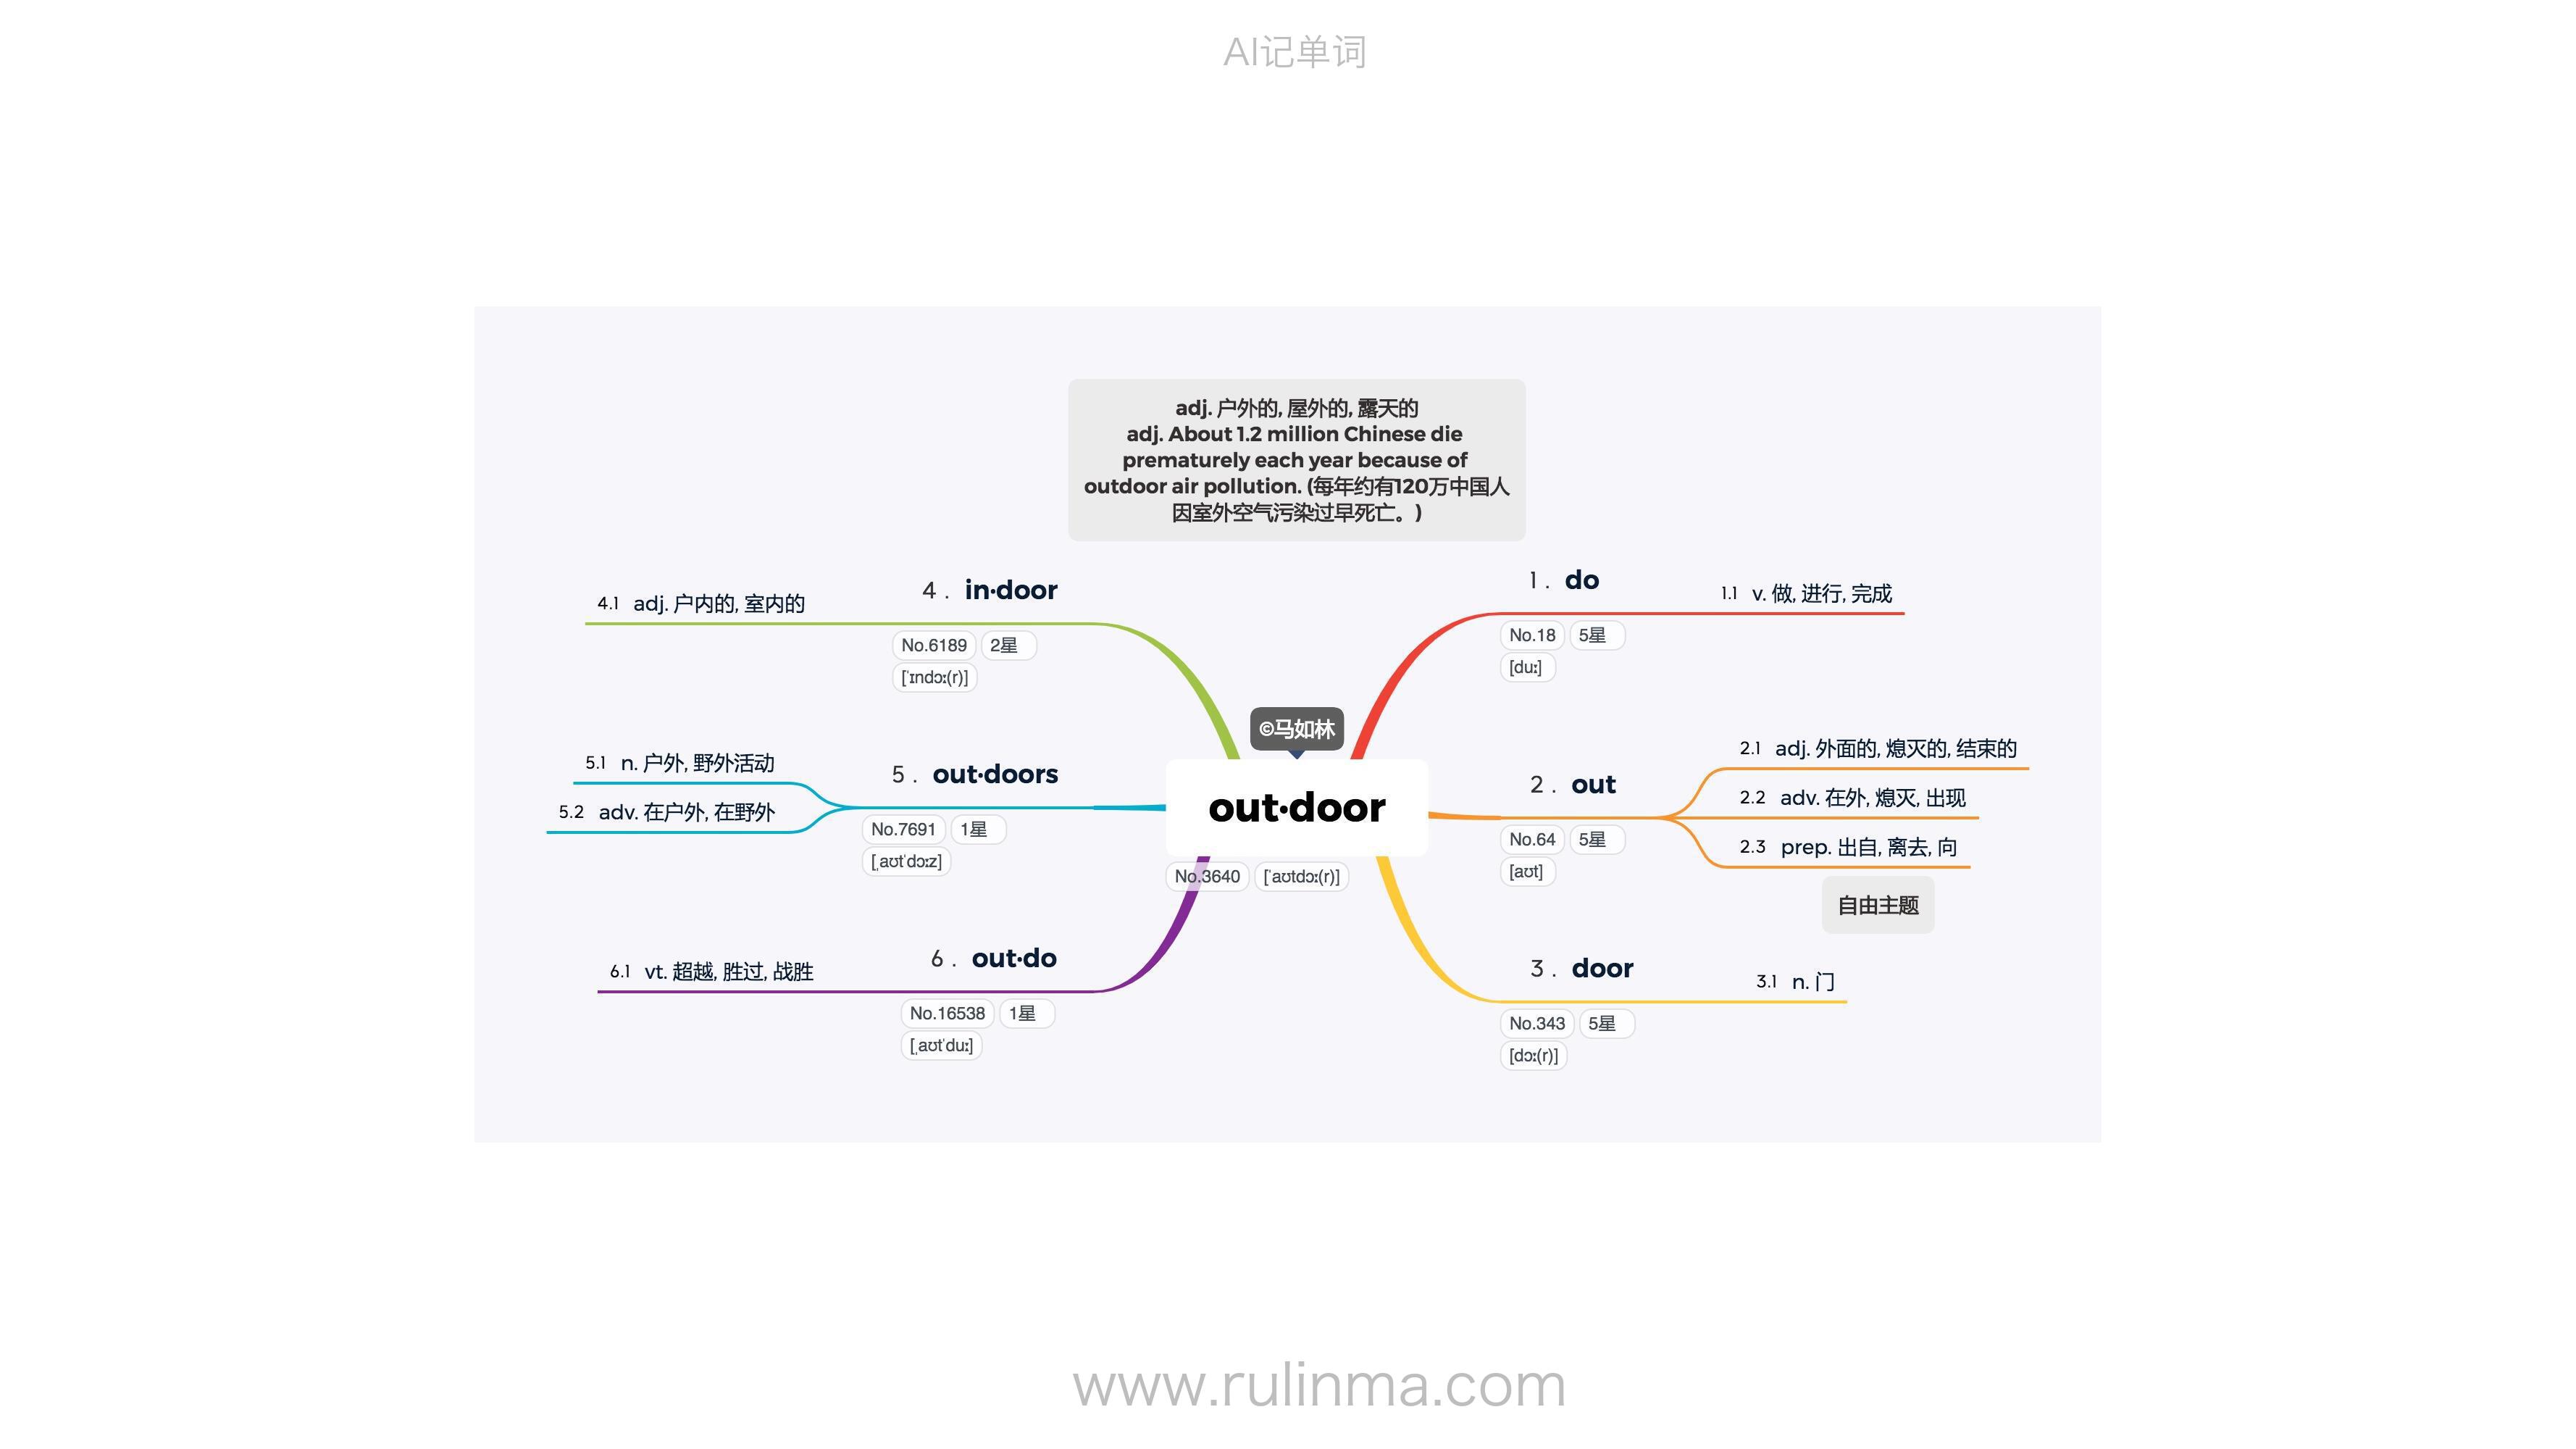 AI记单词
adj. 户外的, 屋外的, 露天的
adj. About 1.2 million Chinese die
prematurely each year because of
outdoor air pollution. (每年约有120万中国人
因室外空气污染过早死亡。)
©马如林
out·door
No.3640 [ˈaʊtdɔː(r)]
1 . do
No.18 5星
[duː]
1.1 v. 做, 进行, 完成
2 . out
No.64 5星
[aʊt]
2.1 adj. 外面的, 熄灭的, 结束的
2.2 adv. 在外, 熄灭, 出现
2.3 prep. 出自, 离去, 向
自由主题
3 . door
No.343 5星
[dɔː(r)]
3.1 n. 门
4 . in·door
No.6189 2星
[ˈɪndɔː(r)]
4.1 adj. 户内的, 室内的
5 . out·doors
No.7691 1星
[ˌaʊtˈdɔːz]
5.1 n. 户外, 野外活动
5.2 adv. 在户外, 在野外
6 . out·do
No.16538 1星
[ˌaʊtˈduː]
6.1 vt. 超越, 胜过, 战胜
www.rulinma.com